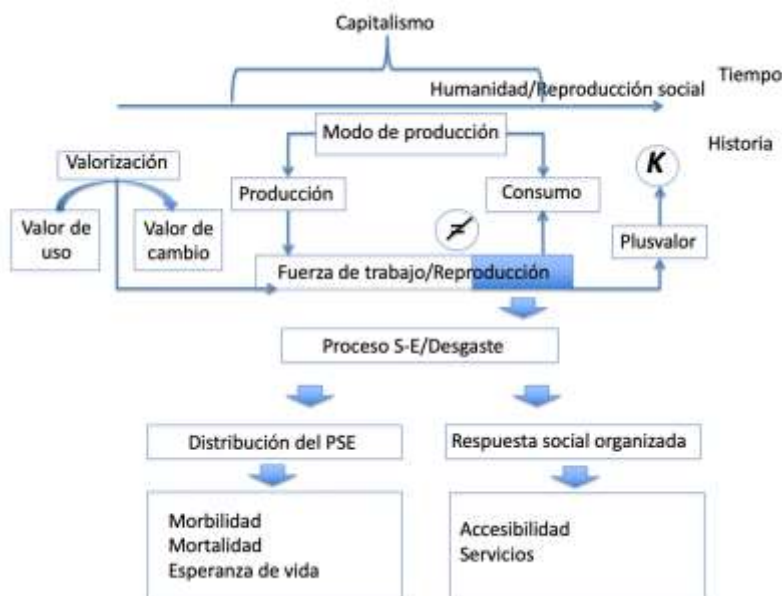 Capitalismo
Tiempo
Humanidad/Reproducción social
Historia
Modo de producción
K
Valorización
Producción
Consumo
Valor de
uso
Valor de
cambio
≠
Plusvalor
Fuerza de trabajo/Reproducción
Proceso S-E/Desgaste
Distribución del PSE
Respuesta social organizada
Morbilidad
Mortalidad
Esperanza de vida
Accesibilidad
Servicios